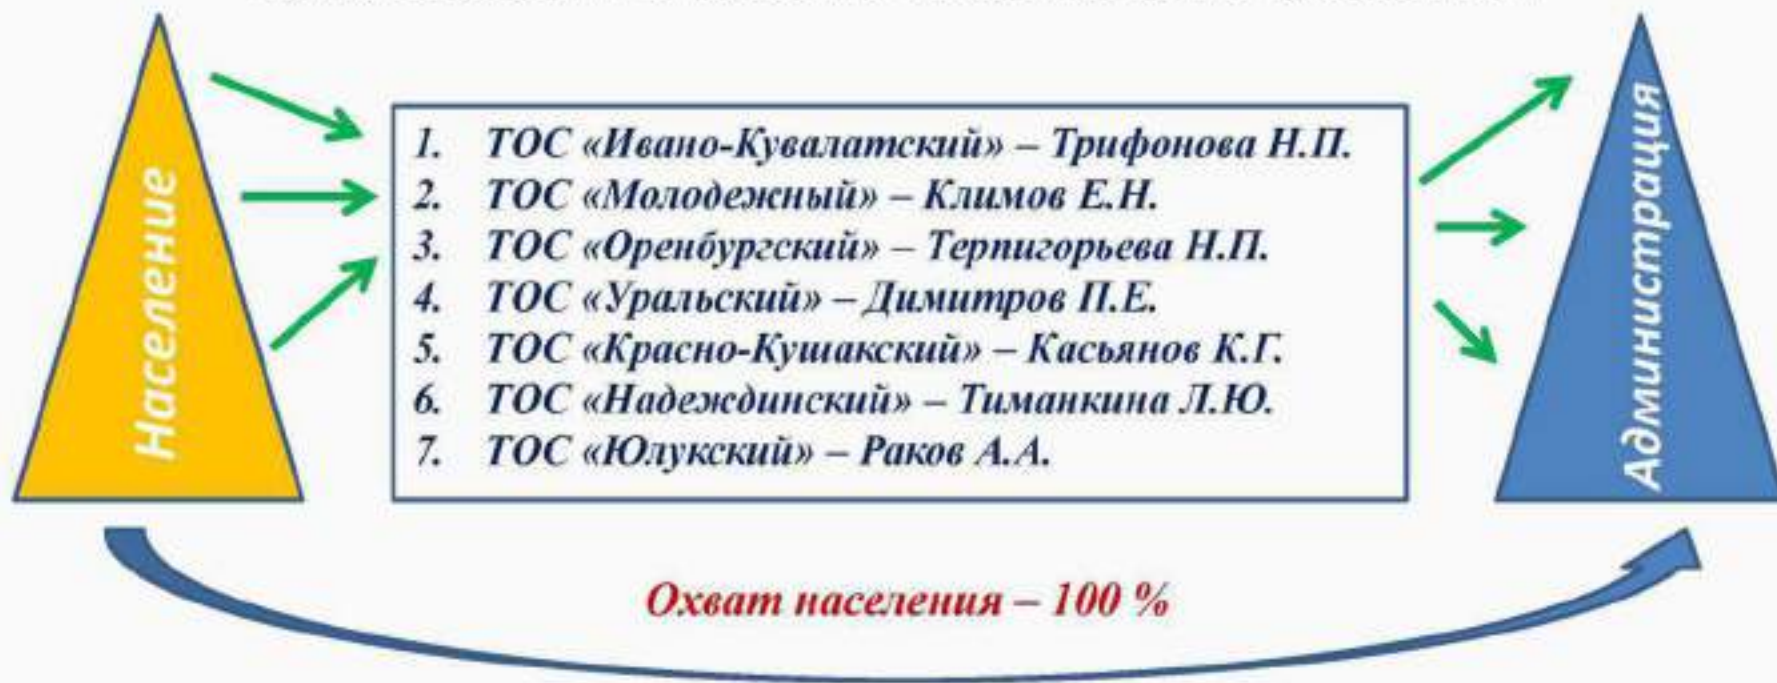 Население
1. ТОС «Ивано-Кувалатский» – Трифонова Н.П.
2. ТОС «Молодежный» – Климов Е.Н.
3. ТОС «Оренбургский» – Терпигорьева Н.П.
4. ТОС «Уральский» – Димитров П.Е.
5. ТОС «Красно-Кушакский» – Касьянов К.Г.
6. ТОС «Надеждинский» – Тиманкина Л.Ю.
7. ТОС «Юлукский» – Раков А.А.
Администрация
Охват населения – 100 %